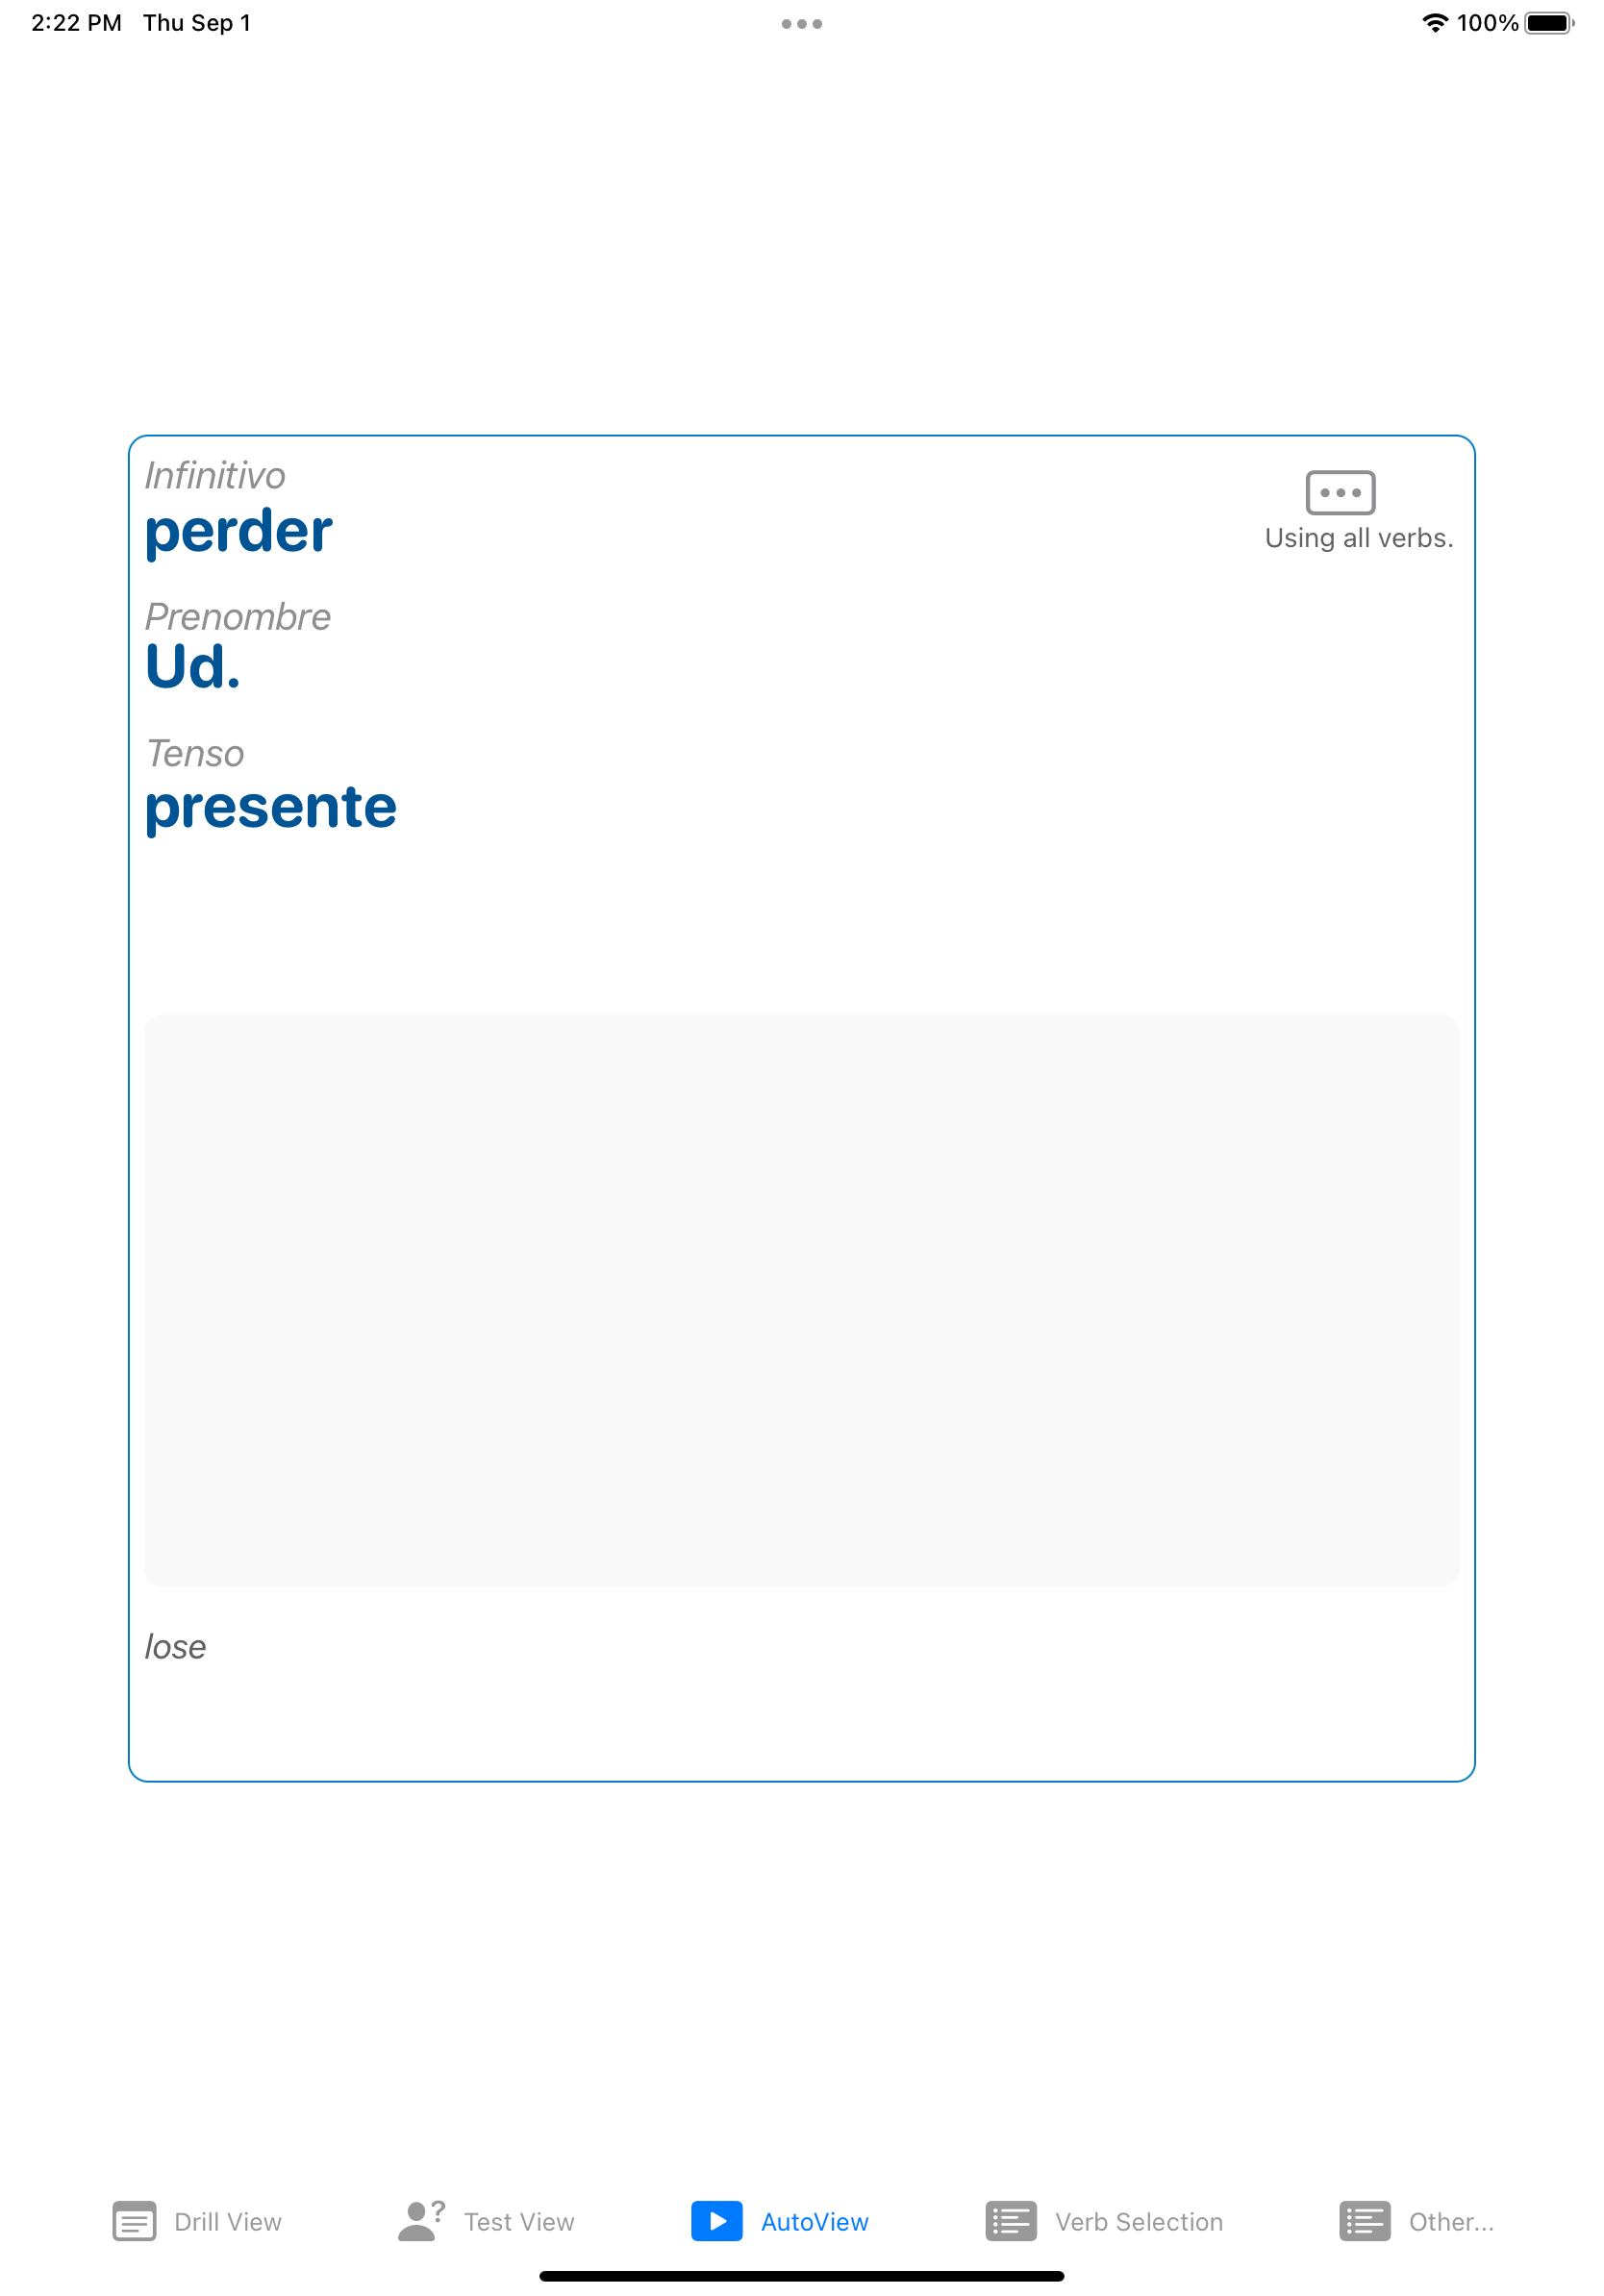 2:22 PM Thu Sep 1
100%
Infinitivo
perder
Using all verbs.
Prenombre
Ud.
Tenso
presente
lose
Drill View
Test View
AutoView
Verb Selection
Other...